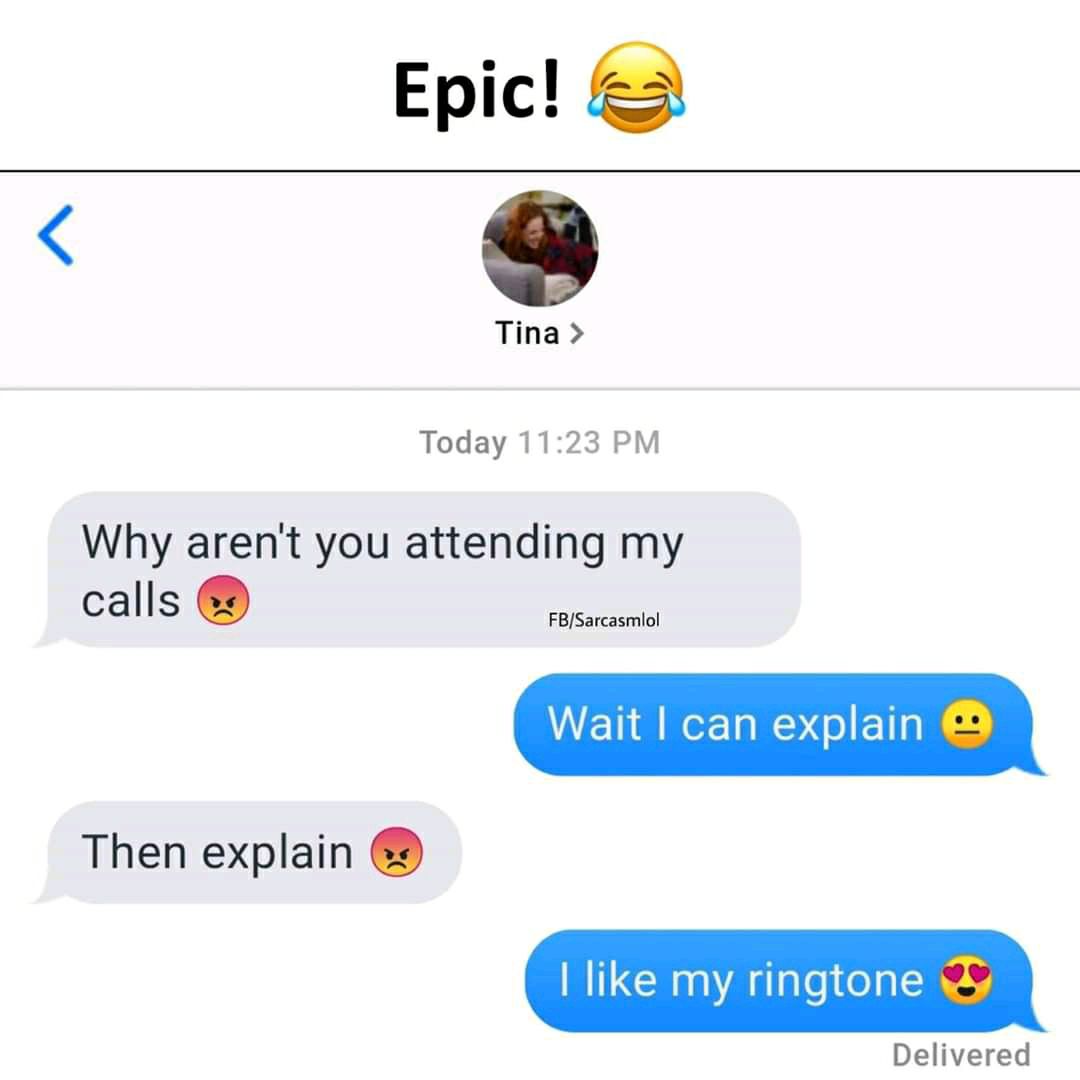 Epic! 😂
Tina >
Today 11:23 PM
Why aren't you attending my
calls 😡
FB/Sarcasmlol
Wait I can explain 😐
Then explain 😡
I like my ringtone 😍
Delivered